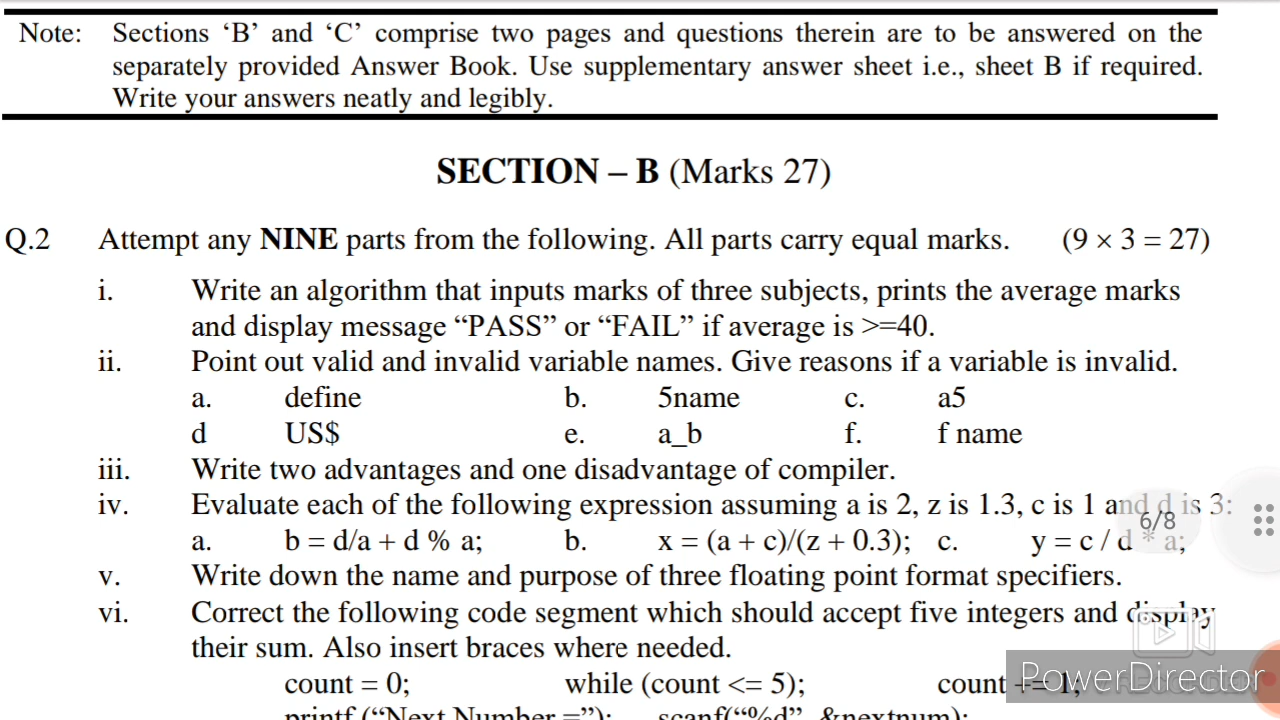 Note: Sections ‘B’ and ‘C’ comprise two pages and questions therein are to be answered on the
separately provided Answer Book. Use supplementary answer sheet i.e., sheet B if required.
Write your answers neatly and legibly.
SECTION – B (Marks 27)
Q.2 Attempt any NINE parts from the following. All parts carry equal marks. (9 × 3 = 27)
i. Write an algorithm that inputs marks of three subjects, prints the average marks
and display message “PASS” or “FAIL” if average is >=40.
ii. Point out valid and invalid variable names. Give reasons if a variable is invalid.
a. define b. 5name c. a5
d US$ e. a_b f. f name
iii. Write two advantages and one disadvantage of compiler.
iv. Evaluate each of the following expression assuming a is 2, z is 1.3, c is 1 and d is 3:
6/8
a. b = d/a + d % a; b. x = (a + c)/(z + 0.3); c. y = c / d * a;
v. Write down the name and purpose of three floating point format specifiers.
vi. Correct the following code segment which should accept five integers and display
their sum. Also insert braces where needed.
count = 0; while (count <= 5); count += 1;
PowerDirector
printf (“Next Number =”); scanf(“%d”, &nextnum);